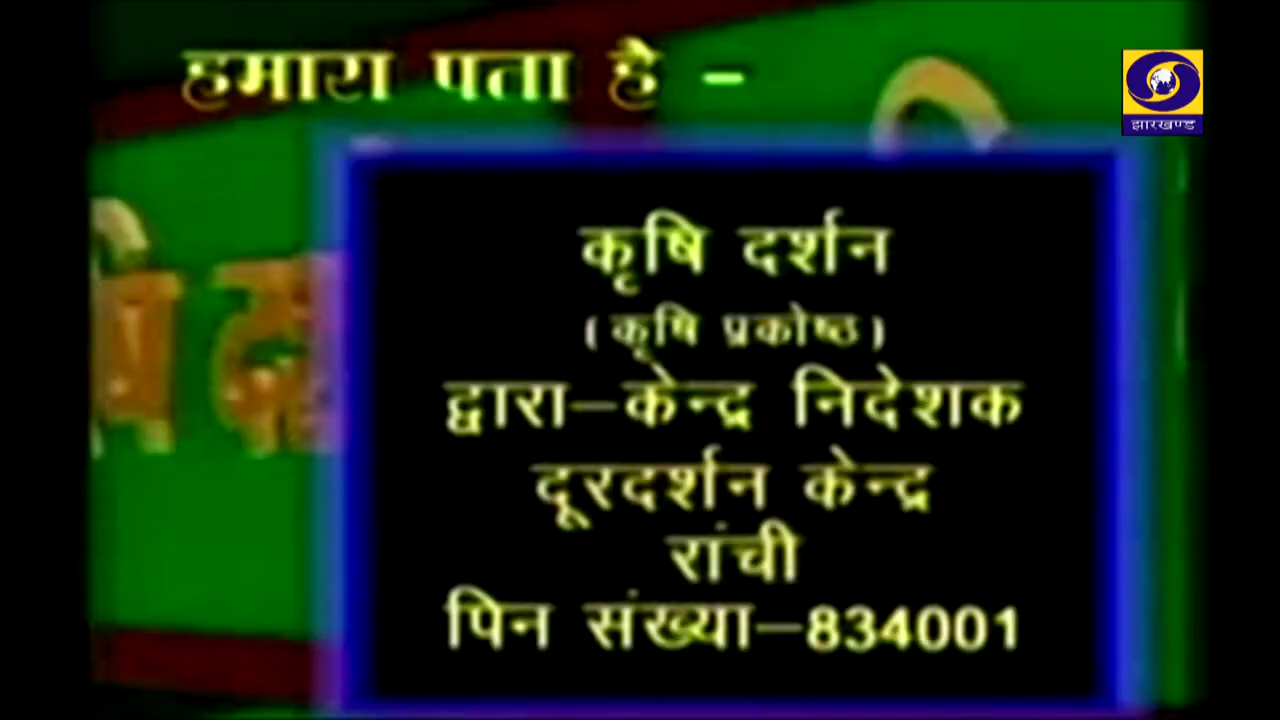 हमारा पता है -
झारखण्ड
कृषि दर्शन
(कृषि प्रकोष्ठ)
द्वारा–केन्द्र निदेशक
दूरदर्शन केन्द्र
रांची
पिन संख्या–834001